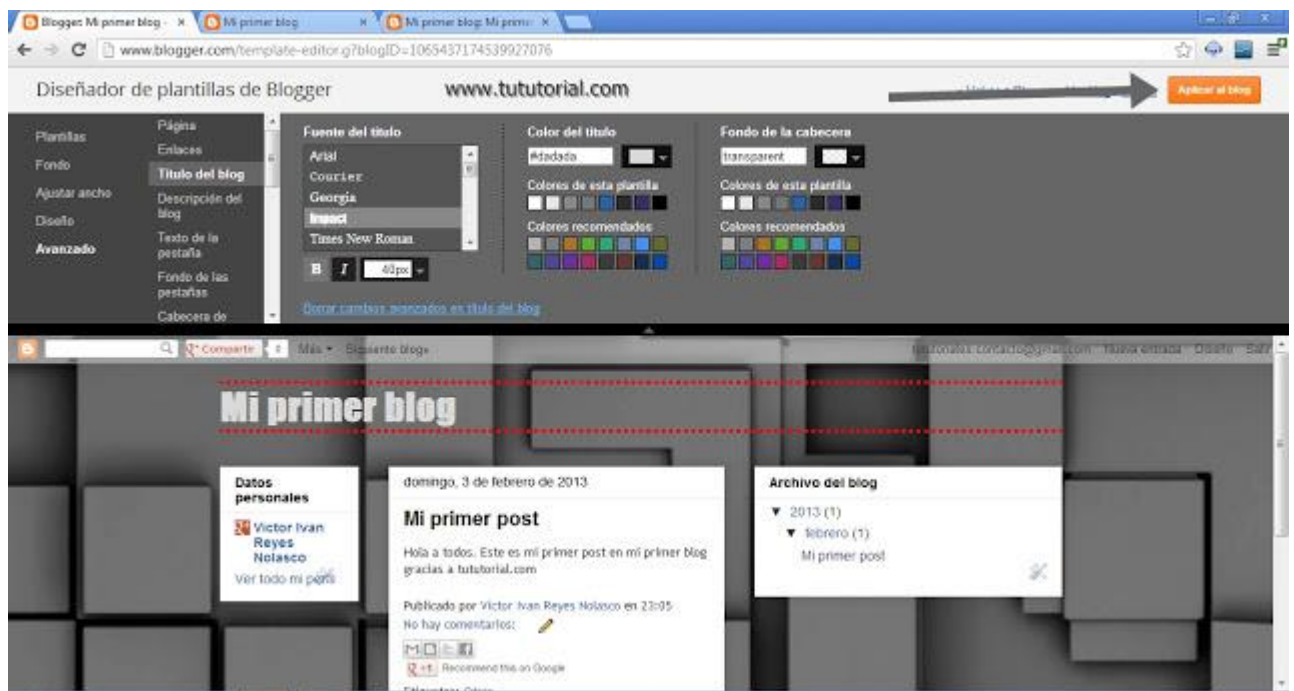 Blogger: Mi primer blog -
Mi primer blog
Mi primer blog: Mi primer
www.blogger.com/template-editor.g?blogID=1065437174539927076
Diseñador de plantillas de Blogger
www.tututorial.com
Aplicar al blog
Plantillas
Fondo
Ajustar ancho
Diseño
Avanzado
Página
Enlaces
Título del blog
Descripción del
blog
Texto de la
pestaña
Fondo de las
pestañas
Cabecera de
Fuente del título
Arial
Courier
Georgia
Impact
Times New Roman
B I 40px
Borrar cambios avanzados en título del blog
Color del título
#dadada
Colores de esta plantilla
Colores recomendados
Fondo de la cabecera
transparent
Colores de esta plantilla
Colores recomendados
Compartir
Más
Siguiente blog»
Nueva entrada
Diseño
Salir
Mi primer blog
Datos
personales
Victor Ivan
Reyes
Nolasco
Ver todo mi perfil
domingo, 3 de febrero de 2013
Mi primer post
Hola a todos. Este es mi primer post en mi primer blog
gracias a tututorial.com
Publicado por Victor Ivan Reyes Nolasco en 23:05
No hay comentarios:
+1 Recommend this on Google
Archivo del blog
▼ 2013 (1)
▼ febrero (1)
Mi primer post